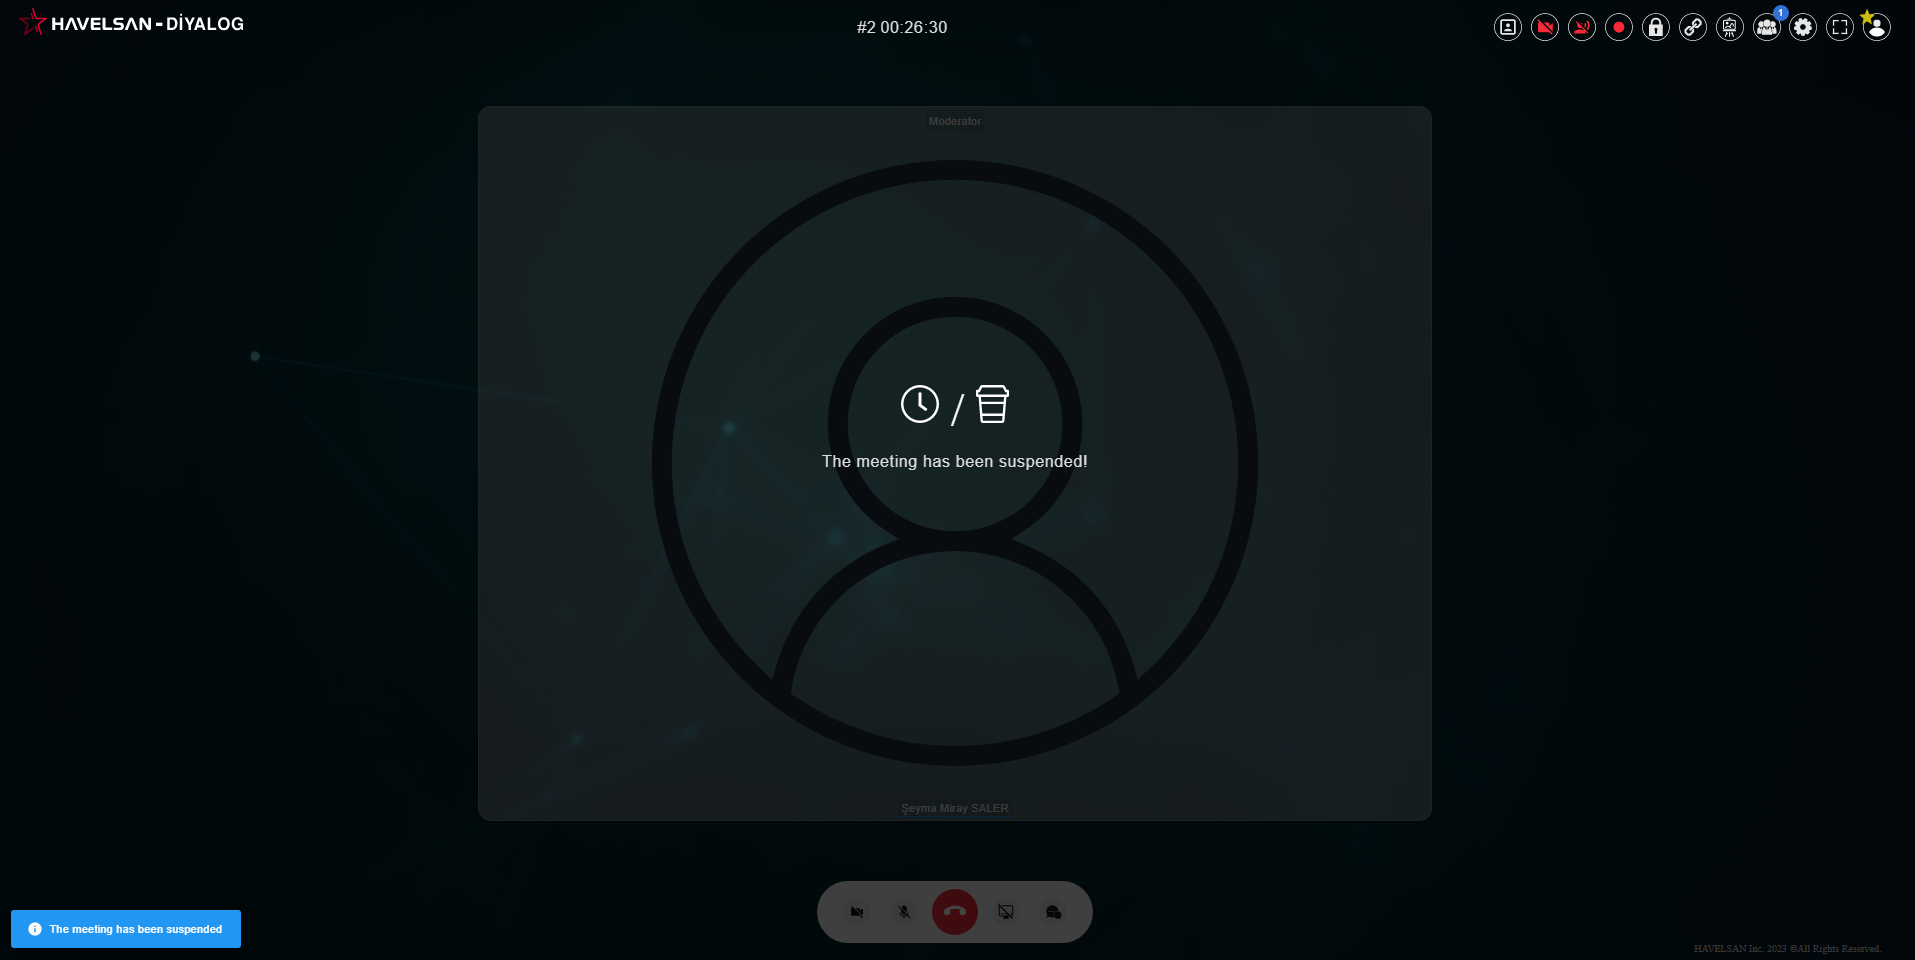 HAVELSAN - DİYALOG
#2 00:26:30
1
Moderator
/
The meeting has been suspended!
Şeyma Miray SALER
The meeting has been suspended
HAVELSAN Inc. 2023 ©All Rights Reserved.